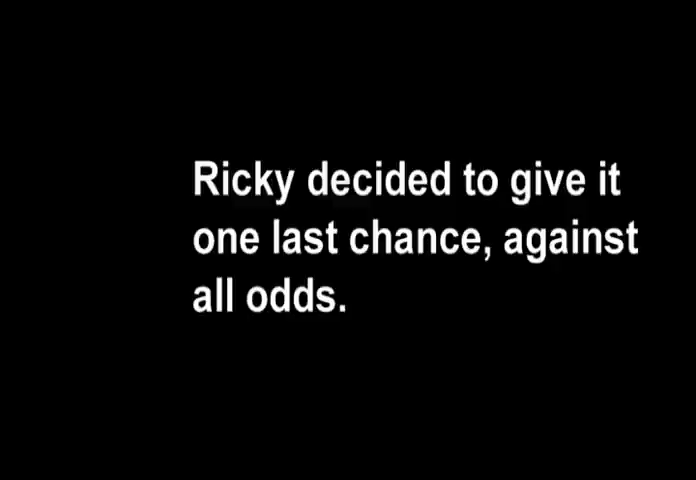 Ricky decided to give it
one last chance, against
all odds.